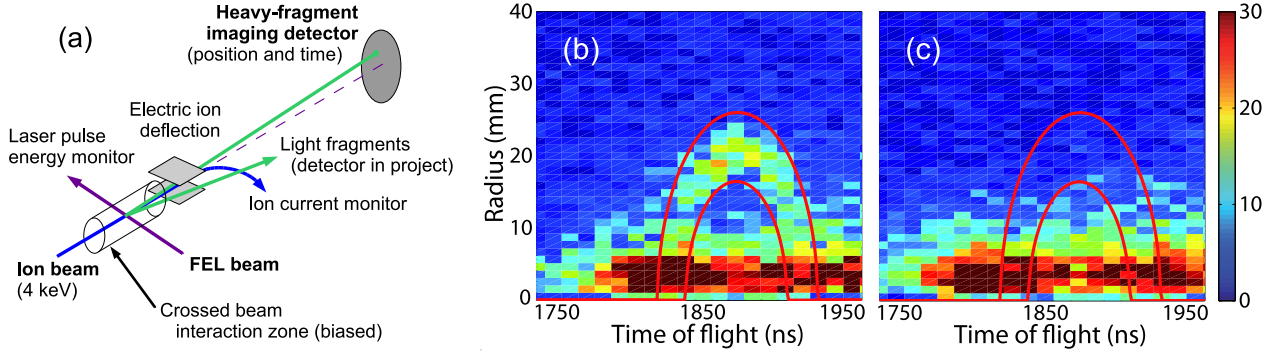 (a)
Heavy-fragment
imaging detector
(position and time)
Electric ion
deflection
Laser pulse
energy monitor
Light fragments
(detector in project)
Ion current monitor
Ion beam
(4 keV)
FEL beam
Crossed beam
interaction zone (biased)
(b)
Radius (mm)
40
30
20
10
0
1750
1850
1950
Time of flight (ns)
(c)
1750
1850
1950
Time of flight (ns)
30
20
10
0